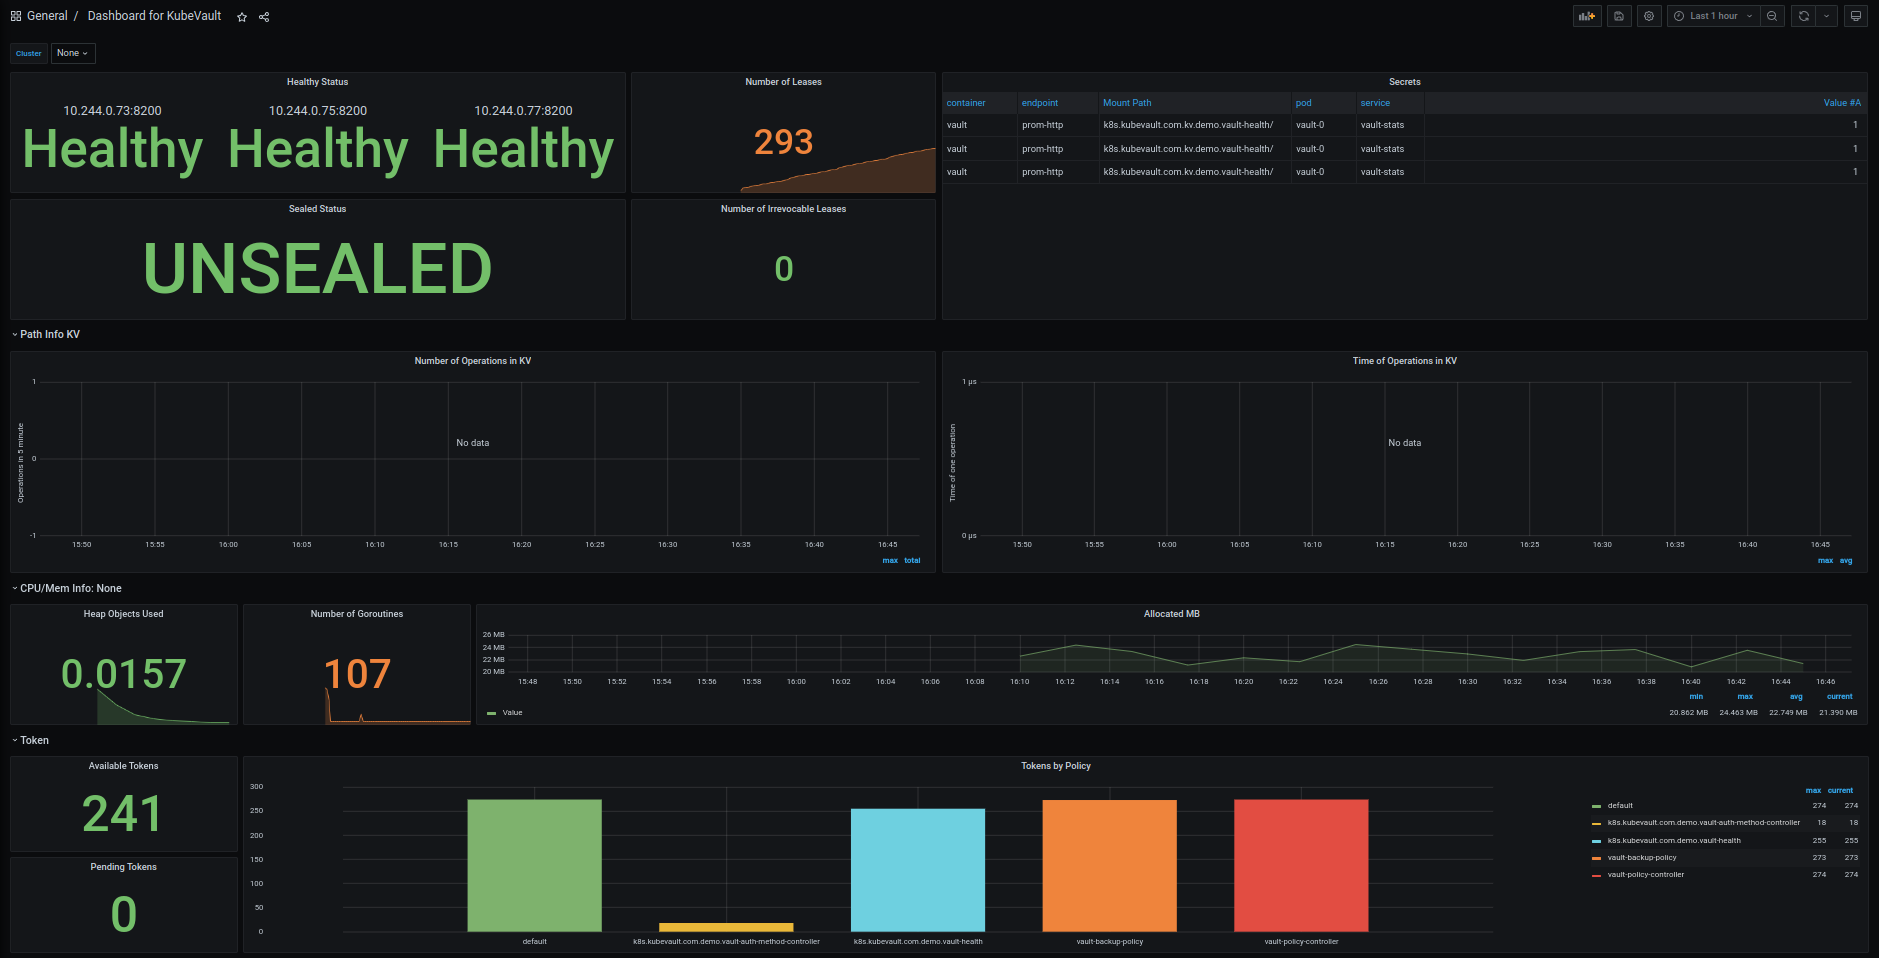 General / Dashboard for KubeVault
Last 1 hour
Cluster None
Healthy Status
10.244.0.73:8200 10.244.0.75:8200 10.244.0.77:8200
Healthy Healthy Healthy
Number of Leases
293
Secrets
container endpoint Mount Path pod service Value #A
vault prom-http k8s.kubevault.com.kv.demo.vault-health/ vault-0 vault-stats 1
vault prom-http k8s.kubevault.com.kv.demo.vault-health/ vault-0 vault-stats 1
vault prom-http k8s.kubevault.com.kv.demo.vault-health/ vault-0 vault-stats 1
Sealed Status
UNSEALED
Number of Irrevocable Leases
0
Path Info KV
Number of Operations in KV
Operations in 5 minute
1
No data
0
-1
15:50 15:55 16:00 16:05 16:10 16:15 16:20 16:25 16:30 16:35 16:40 16:45
max total
Time of Operations in KV
Time of one operation
1 µs
No data
0 µs
15:50 15:55 16:00 16:05 16:10 16:15 16:20 16:25 16:30 16:35 16:40 16:45
max avg
CPU/Mem Info: None
Heap Objects Used
0.0157
Number of Goroutines
107
Allocated MB
26 MB
24 MB
22 MB
20 MB
15:48 15:50 15:52 15:54 15:56 15:58 16:00 16:02 16:04 16:06 16:08 16:10 16:12 16:14 16:16 16:18 16:20 16:22 16:24 16:26 16:28 16:30 16:32 16:34 16:36 16:38 16:40 16:42 16:44 16:46
min max avg current
Value 20.862 MB 24.463 MB 22.749 MB 21.390 MB
Token
Available Tokens
241
Pending Tokens
0
Tokens by Policy
300
250
200
150
100
50
0
default k8s.kubevault.com.demo.vault-auth-method-controller k8s.kubevault.com.demo.vault-health vault-backup-policy vault-policy-controller
max current
default 274 274
k8s.kubevault.com.demo.vault-auth-method-controller 18 18
k8s.kubevault.com.demo.vault-health 255 255
vault-backup-policy 273 273
vault-policy-controller 274 274